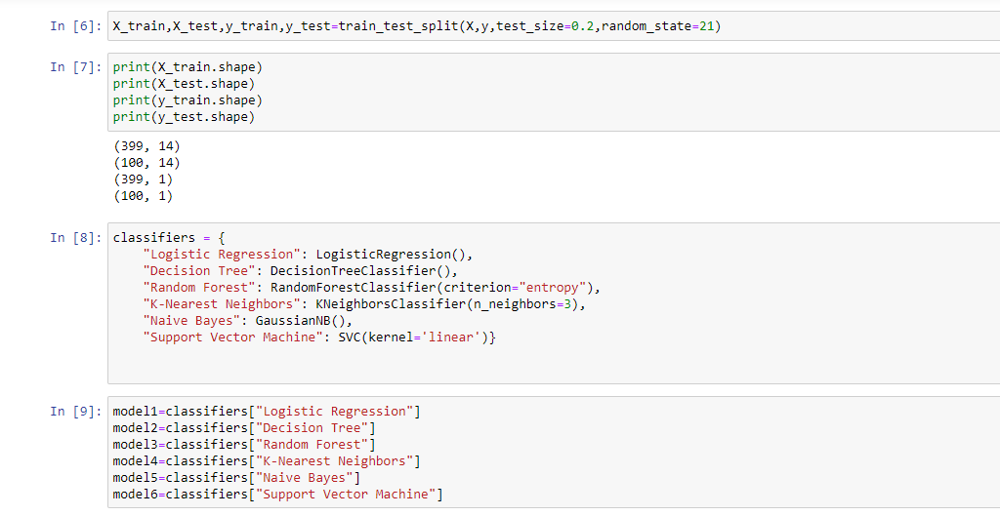 In [6]: X_train,X_test,y_train,y_test=train_test_split(X,y,test_size=0.2,random_state=21)
In [7]: print(X_train.shape)
print(X_test.shape)
print(y_train.shape)
print(y_test.shape)
(399, 14)
(100, 14)
(399, 1)
(100, 1)
In [8]: classifiers = {
    "Logistic Regression": LogisticRegression(),
    "Decision Tree": DecisionTreeClassifier(),
    "Random Forest": RandomForestClassifier(criterion="entropy"),
    "K-Nearest Neighbors": KNeighborsClassifier(n_neighbors=3),
    "Naive Bayes": GaussianNB(),
    "Support Vector Machine": SVC(kernel='linear')}
In [9]: model1=classifiers["Logistic Regression"]
model2=classifiers["Decision Tree"]
model3=classifiers["Random Forest"]
model4=classifiers["K-Nearest Neighbors"]
model5=classifiers["Naive Bayes"]
model6=classifiers["Support Vector Machine"]